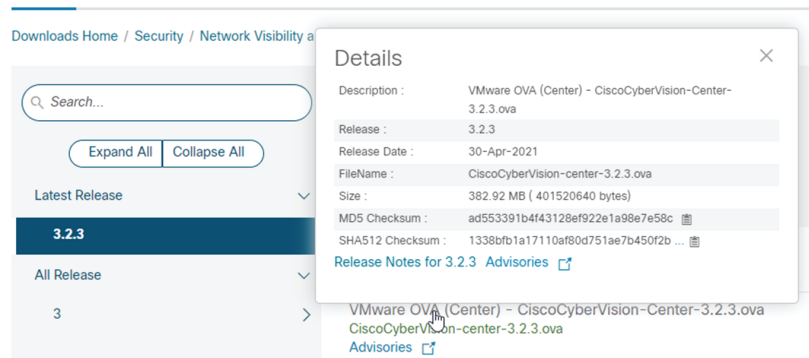 Downloads Home / Security / Network Visibility a
Search...
Expand All
Collapse All
Latest Release
3.2.3
All Release
3
Details
Description :
VMware OVA (Center) - CiscoCyberVision-Center-
3.2.3.ova
Release :
3.2.3
Release Date :
30-Apr-2021
FileName :
CiscoCyberVision-center-3.2.3.ova
Size :
382.92 MB ( 401520640 bytes)
MD5 Checksum :
ad553391b4f43128ef922e1a98e7e58c
SHA512 Checksum :
1338bfb1a17110af80d751ae7b450f2b ...
Release Notes for 3.2.3 Advisories
VMware OVA (Center) - CiscoCyberVision-Center-3.2.3.ova
CiscoCyberVision-center-3.2.3.ova
Advisories